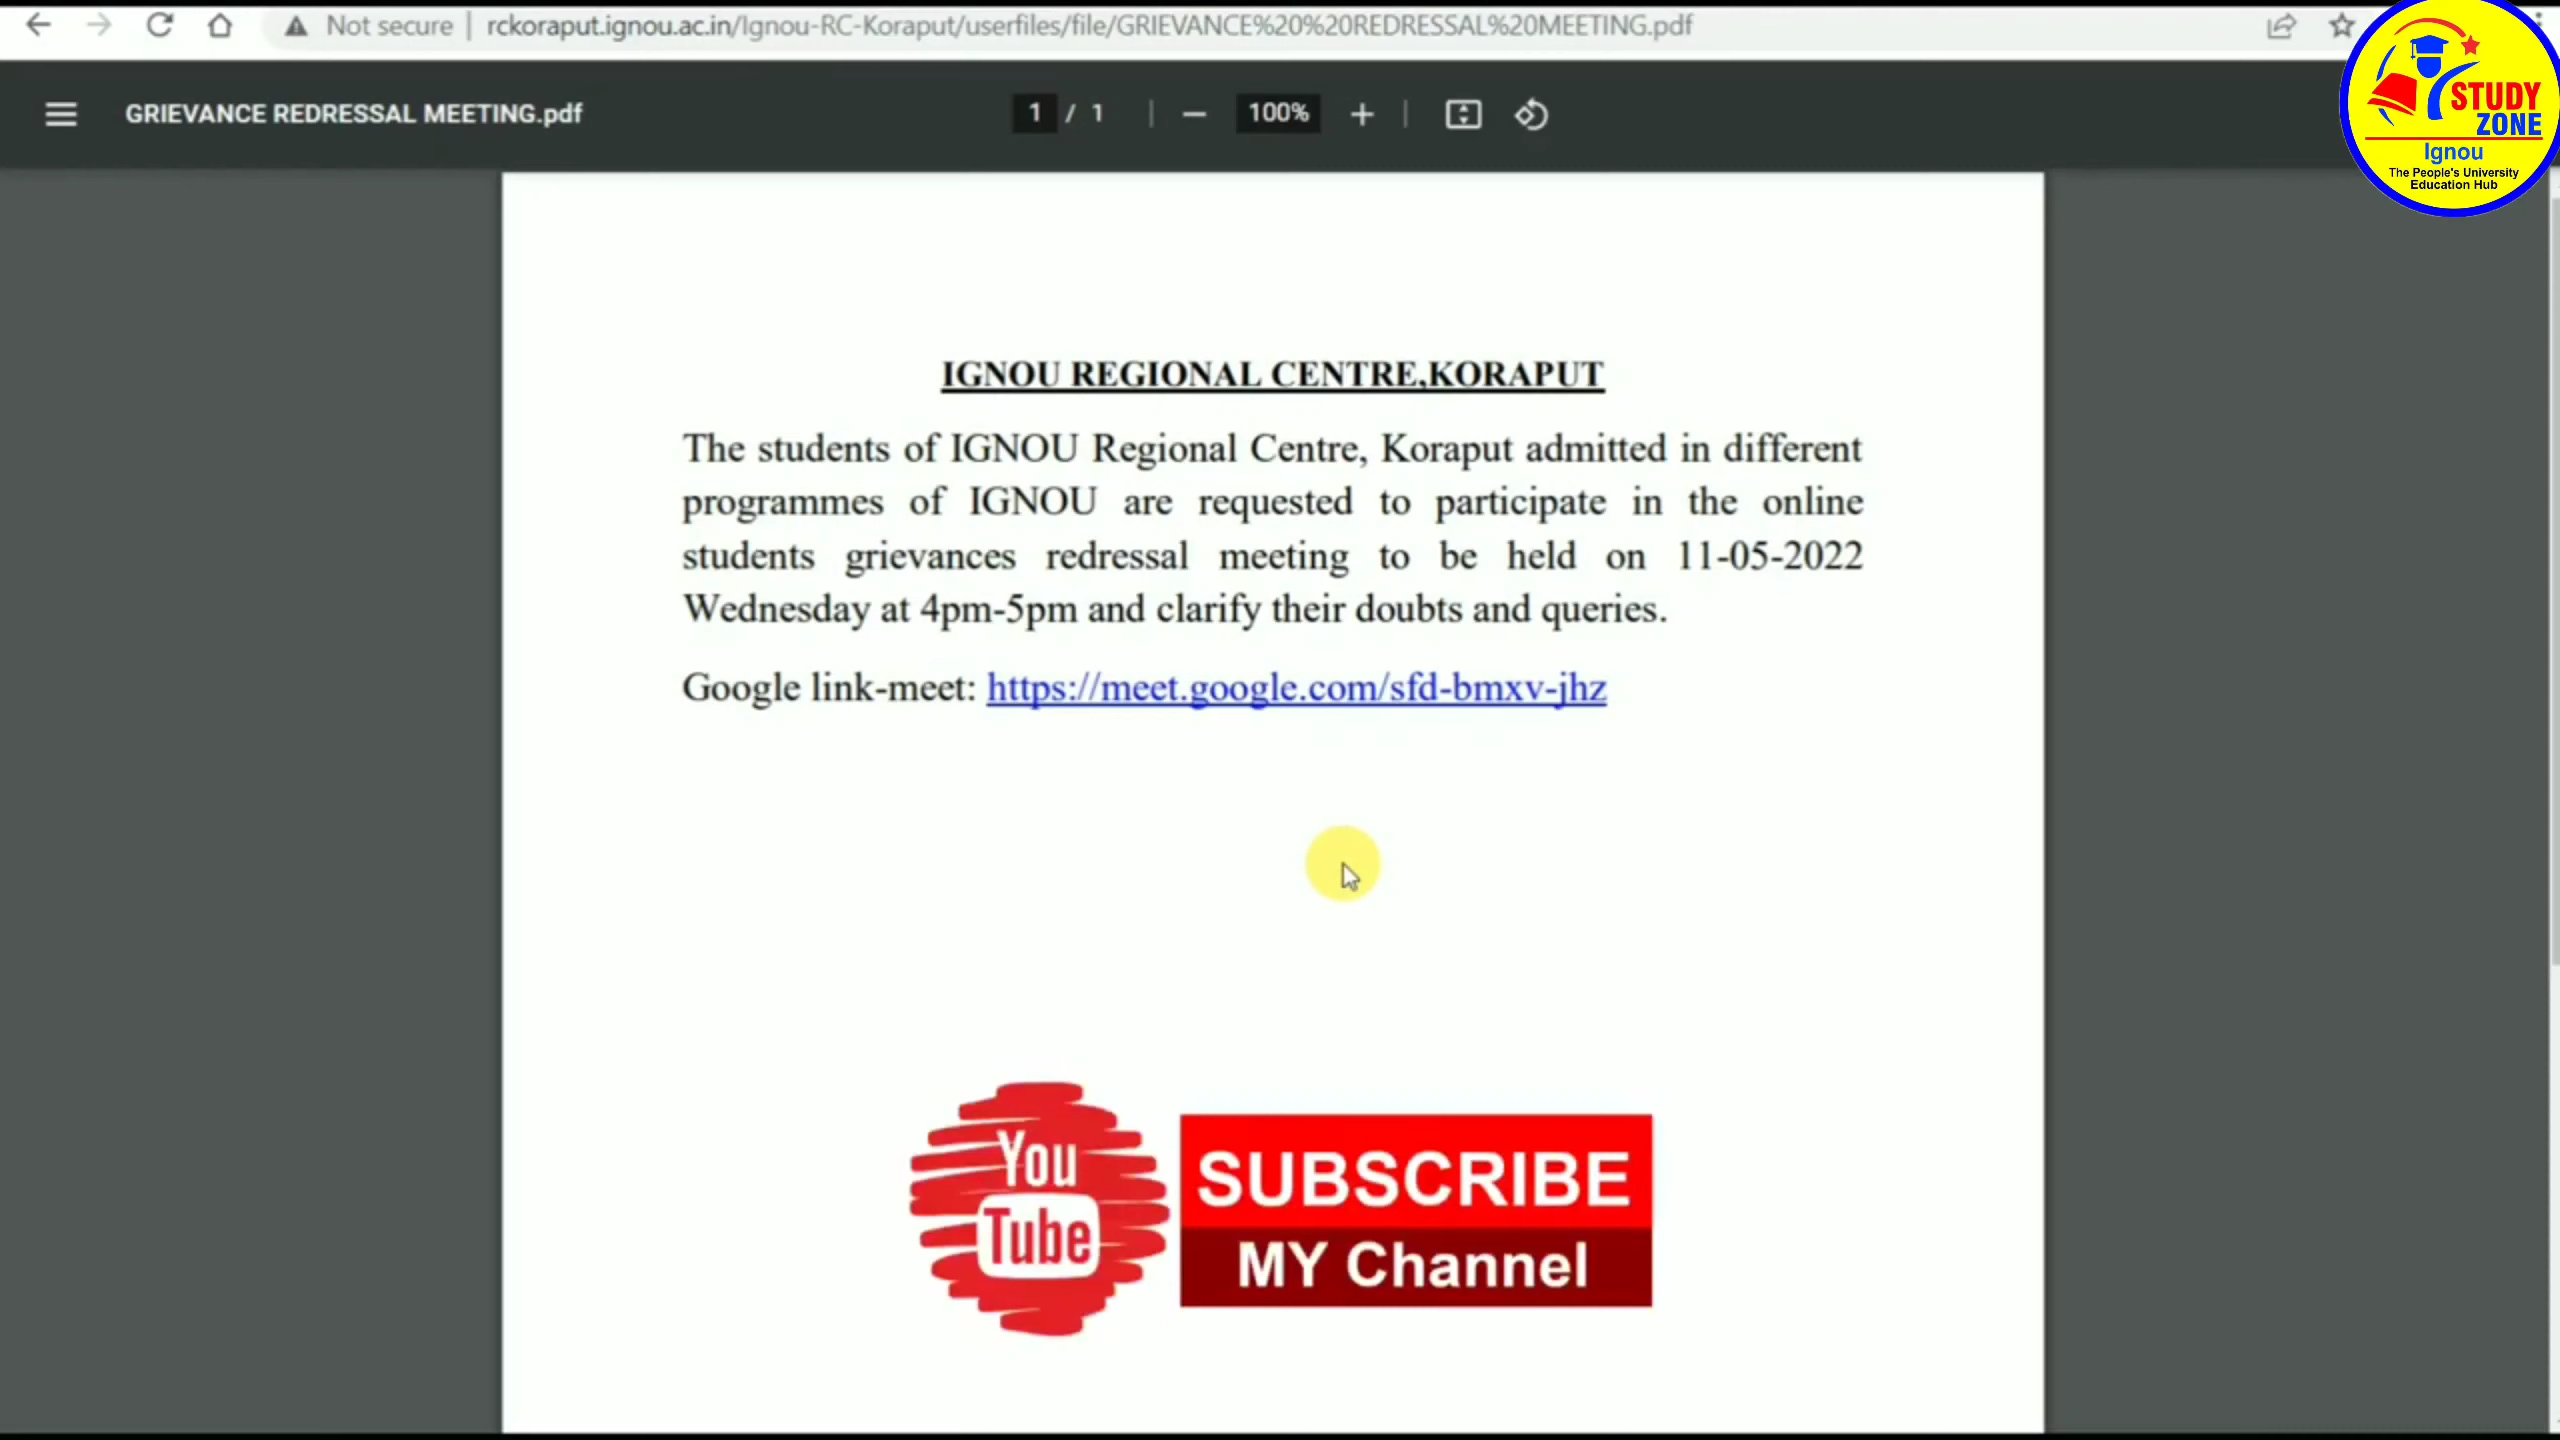 Not secure | rckoraput.ignou.ac.in/Ignou-RC-Koraput/userfiles/file/GRIEVANCE%20%20REDRESSAL%20MEETING.pdf
GRIEVANCE REDRESSAL MEETING.pdf
1 / 1
100%
STUDY
ZONE
Ignou
The People's University
Education Hub
IGNOU REGIONAL CENTRE,KORAPUT
The students of IGNOU Regional Centre, Koraput admitted in different
programmes of IGNOU are requested to participate in the online
students grievances redressal meeting to be held on 11-05-2022
Wednesday at 4pm-5pm and clarify their doubts and queries.
Google link-meet: https://meet.google.com/sfd-bmxv-jhz
You
Tube
SUBSCRIBE
MY Channel